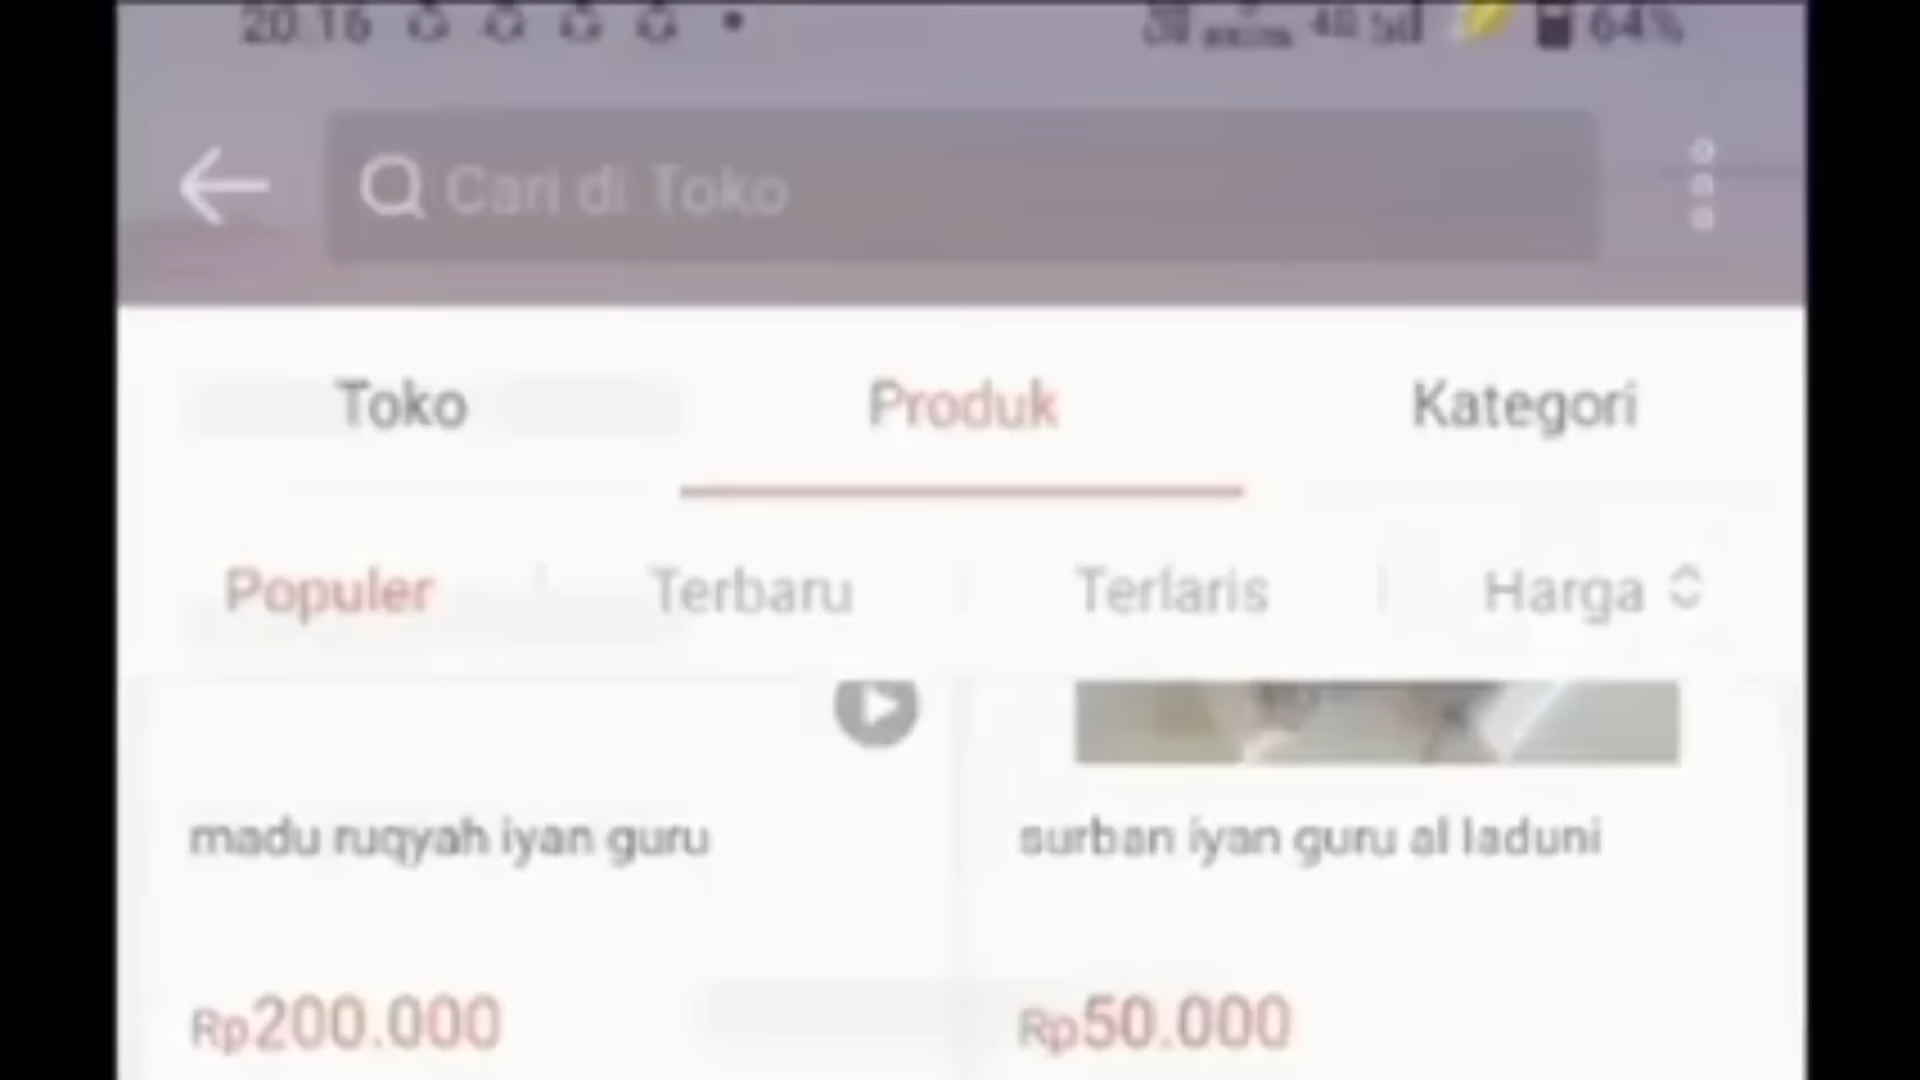 20:16 64%
Cari di Toko
Toko Produk Kategori
Populer Terbaru Terlaris Harga
madu ruqyah iyan guru
surban iyan guru al laduni
Rp200.000
Rp50.000